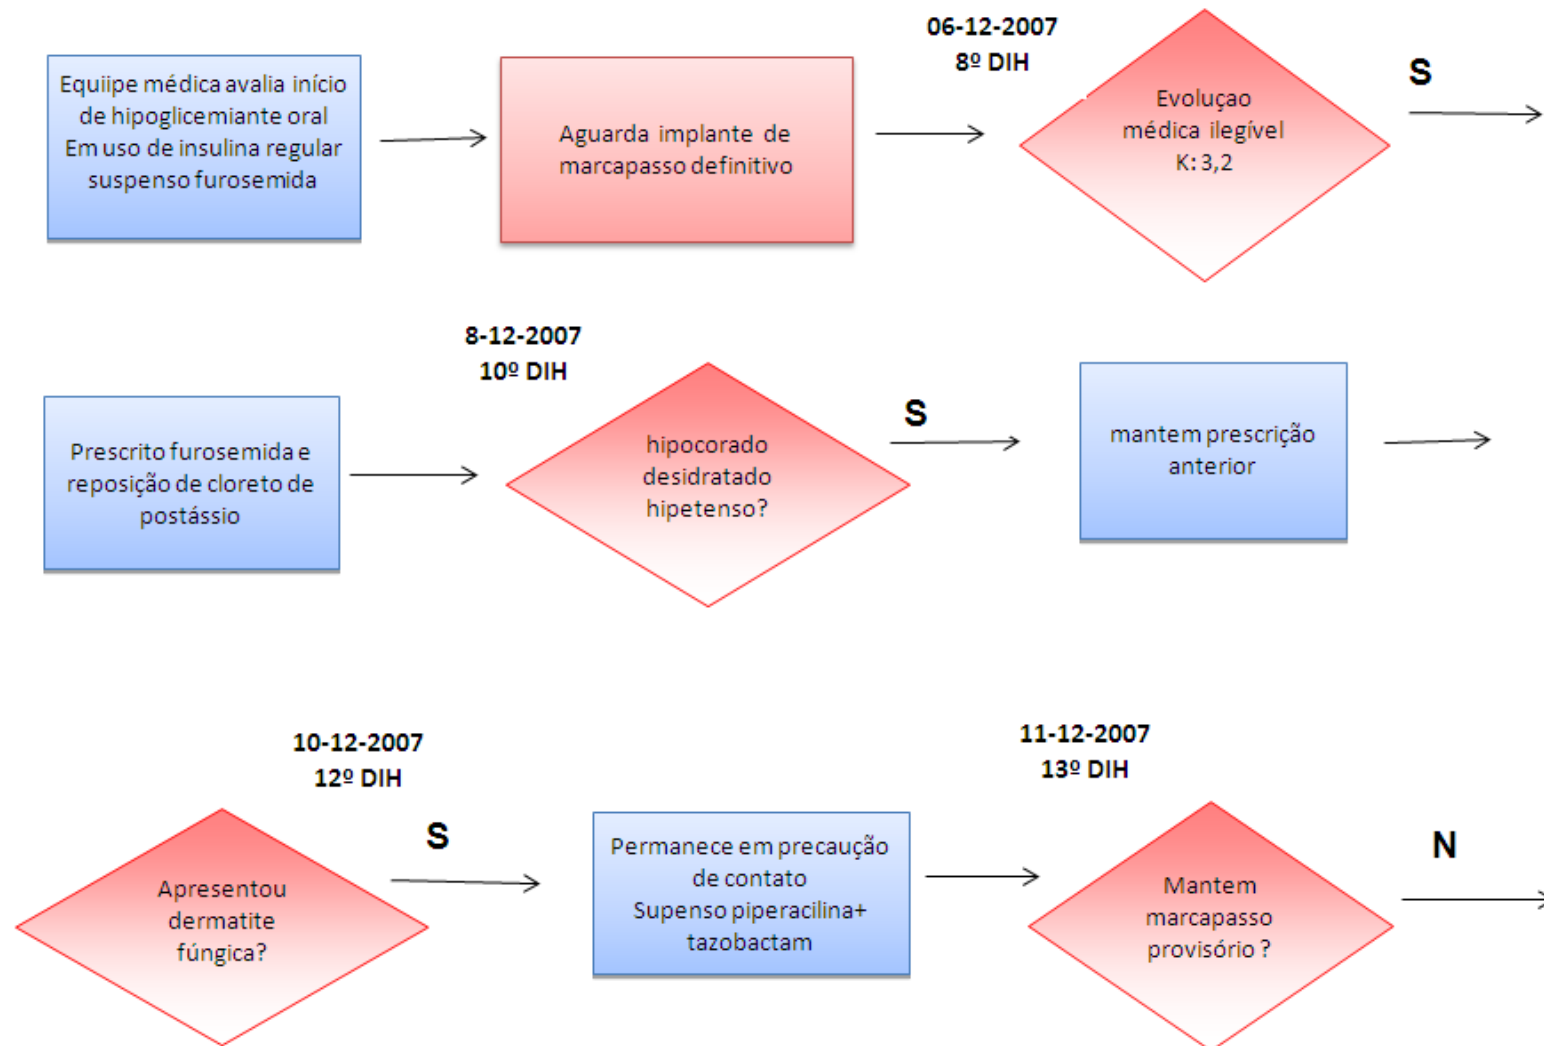 Equiipe médica avalia início
de hipoglicemiante oral
Em uso de insulina regular
suspenso furosemida
Aguarda implante de
marcapasso definitivo
06-12-2007
8º DIH
Evoluçao
médica ilegível
K: 3,2
S
Prescrito furosemida e
reposição de cloreto de
postássio
8-12-2007
10º DIH
hipocorado
desidratado
hipetenso?
S
mantem prescrição
anterior
10-12-2007
12º DIH
Apresentou
dermatite
fúngica?
S
Permanece em precaução
de contato
Supenso piperacilina+
tazobactam
11-12-2007
13º DIH
Mantem
marcapasso
provisório ?
N